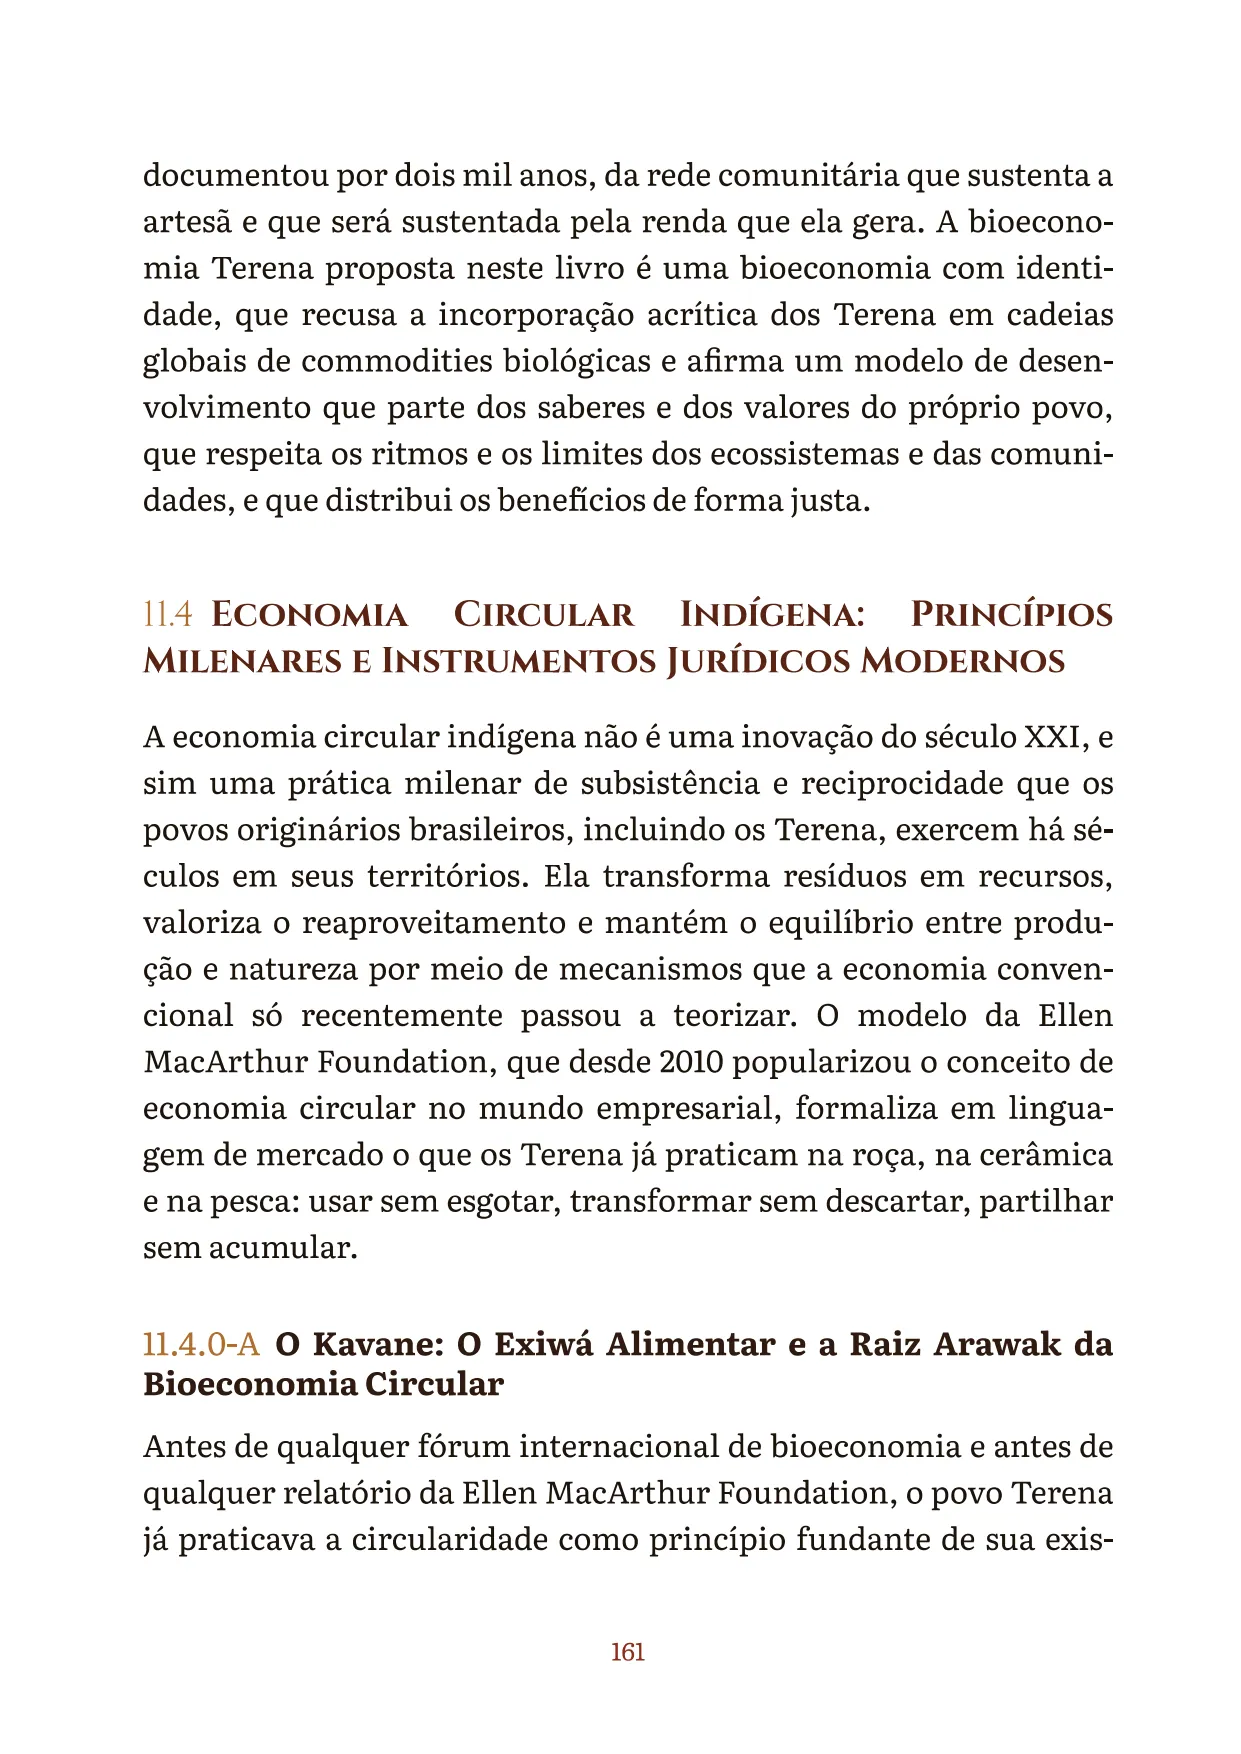 documentou por dois mil anos, da rede comunitária que sustenta a
artesã e que será sustentada pela renda que ela gera. A bioecono-
mia Terena proposta neste livro é uma bioeconomia com identi-
dade, que recusa a incorporação acrítica dos Terena em cadeias
globais de commodities biológicas e afirma um modelo de desen-
volvimento que parte dos saberes e dos valores do próprio povo,
que respeita os ritmos e os limites dos ecossistemas e das comuni-
dades, e que distribui os benefícios de forma justa.
11.4 Economia Circular Indígena: Princípios
Milenares e Instrumentos Jurídicos Modernos
A economia circular indígena não é uma inovação do século XXI, e
sim uma prática milenar de subsistência e reciprocidade que os
povos originários brasileiros, incluindo os Terena, exercem há sé-
culos em seus territórios. Ela transforma resíduos em recursos,
valoriza o reaproveitamento e mantém o equilíbrio entre produ-
ção e natureza por meio de mecanismos que a economia conven-
cional só recentemente passou a teorizar. O modelo da Ellen
MacArthur Foundation, que desde 2010 popularizou o conceito de
economia circular no mundo empresarial, formaliza em lingua-
gem de mercado o que os Terena já praticam na roça, na cerâmica
e na pesca: usar sem esgotar, transformar sem descartar, partilhar
sem acumular.
11.4.0-A O Kavane: O Exiwá Alimentar e a Raiz Arawak da
Bioeconomia Circular
Antes de qualquer fórum internacional de bioeconomia e antes de
qualquer relatório da Ellen MacArthur Foundation, o povo Terena
já praticava a circularidade como princípio fundante de sua exis-
161